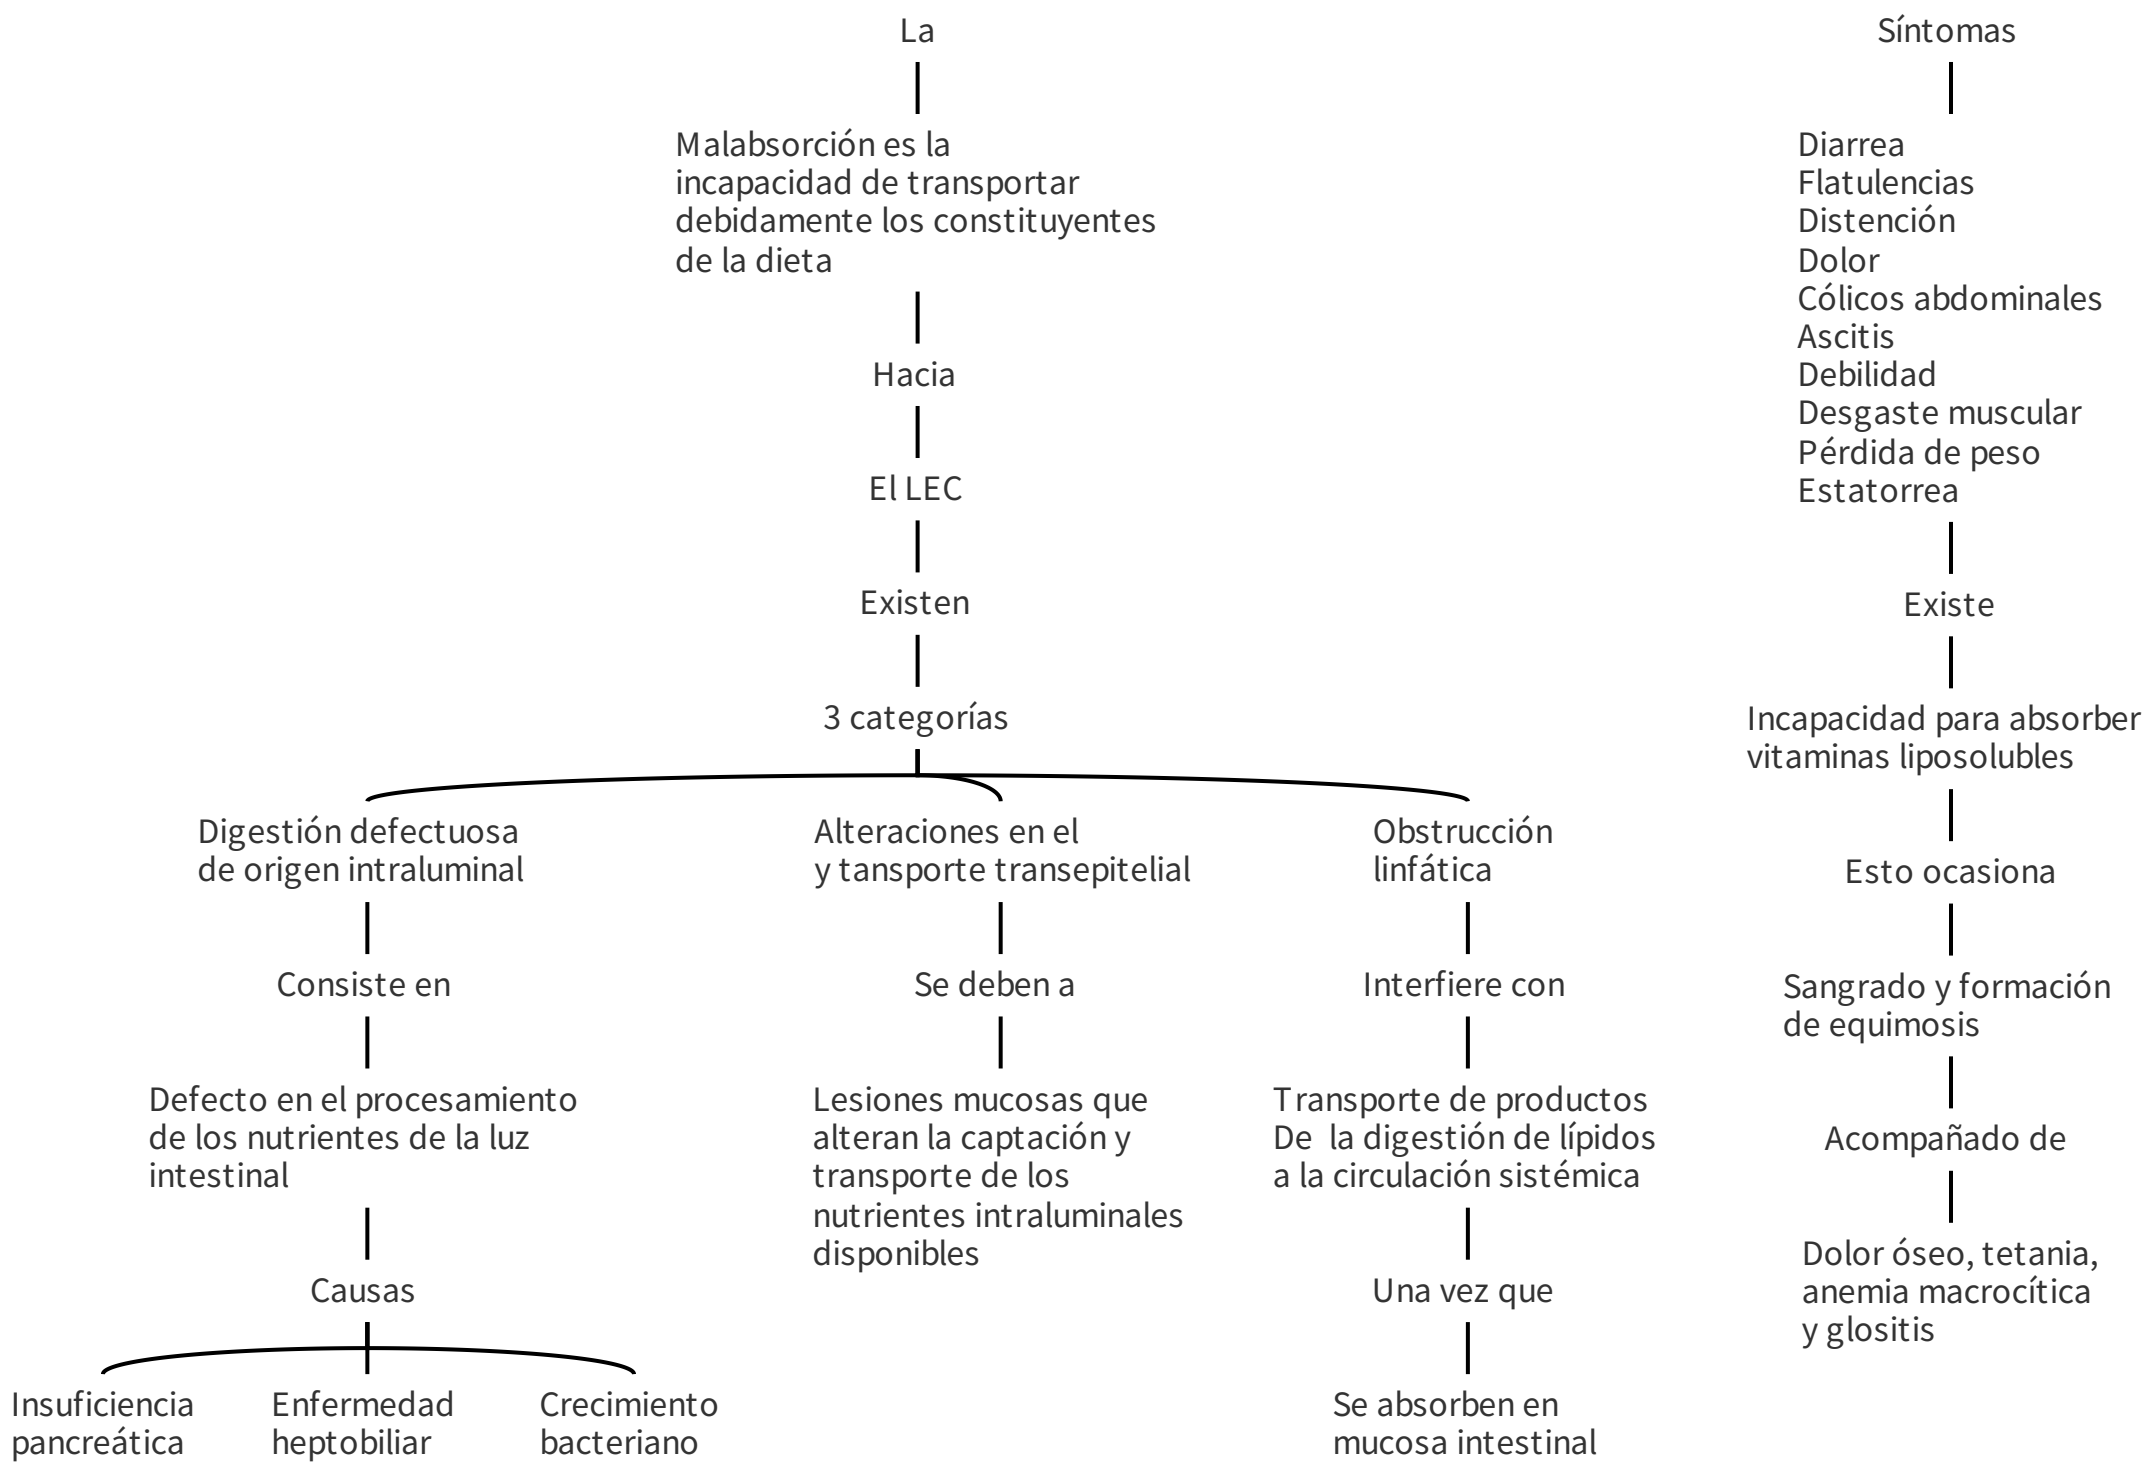 La
Malabsorción es la
incapacidad de transportar
debidamente los constituyentes
de la dieta
Hacia
El LEC
Existen
3 categorías
Digestión defectuosa
de origen intraluminal
Consiste en
Defecto en el procesamiento
de los nutrientes de la luz
intestinal
Causas
Insuficiencia
pancreática
Enfermedad
heptobiliar
Crecimiento
bacteriano
Alteraciones en el
y tansporte transepitelial
Se deben a
Lesiones mucosas que
alteran la captación y
transporte de los
nutrientes intraluminales
disponibles
Obstrucción
linfática
Interfiere con
Transporte de productos
De  la digestión de lípidos
a la circulación sistémica
Una vez que
Se absorben en
mucosa intestinal
Síntomas
Diarrea
Flatulencias
Distención
Dolor
Cólicos abdominales
Ascitis
Debilidad
Desgaste muscular
Pérdida de peso
Estatorrea
Existe
Incapacidad para absorber
vitaminas liposolubles
Esto ocasiona
Sangrado y formación
de equimosis
Acompañado de
Dolor óseo, tetania,
anemia macrocítica
y glositis